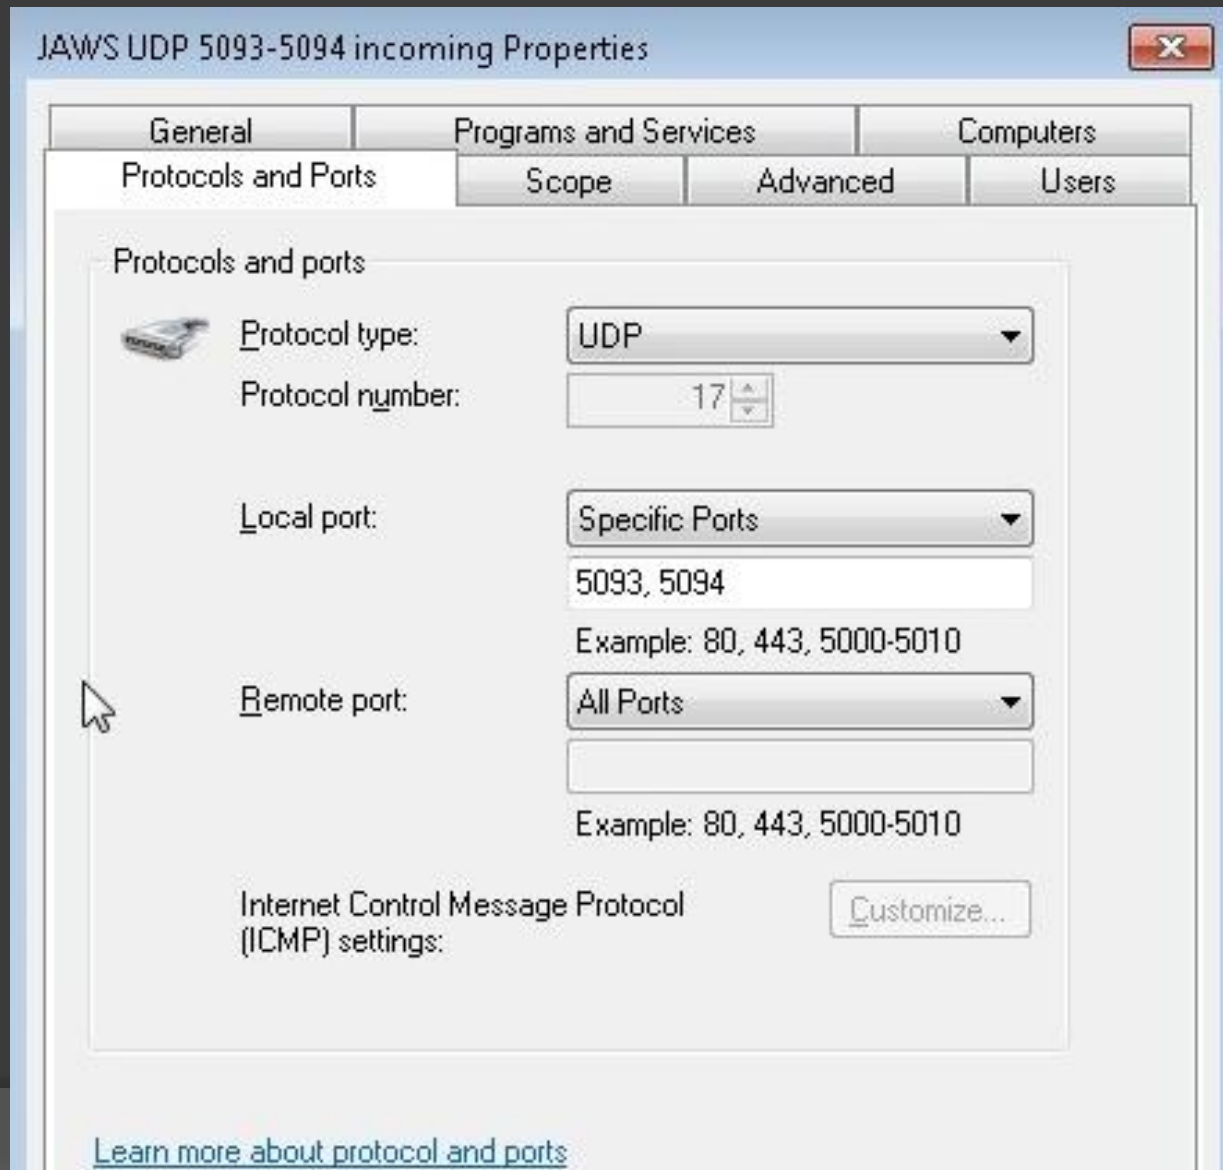 JAWS UDP 5093-5094 incoming Properties
General Programs and Services Computers
Protocols and Ports Scope Advanced Users
Protocols and ports
Protocol type: UDP
Protocol number: 17
Local port: Specific Ports
5093, 5094
Example: 80, 443, 5000-5010
Remote port: All Ports
Example: 80, 443, 5000-5010
Internet Control Message Protocol
(ICMP) settings:
Customize...
Learn more about protocol and ports